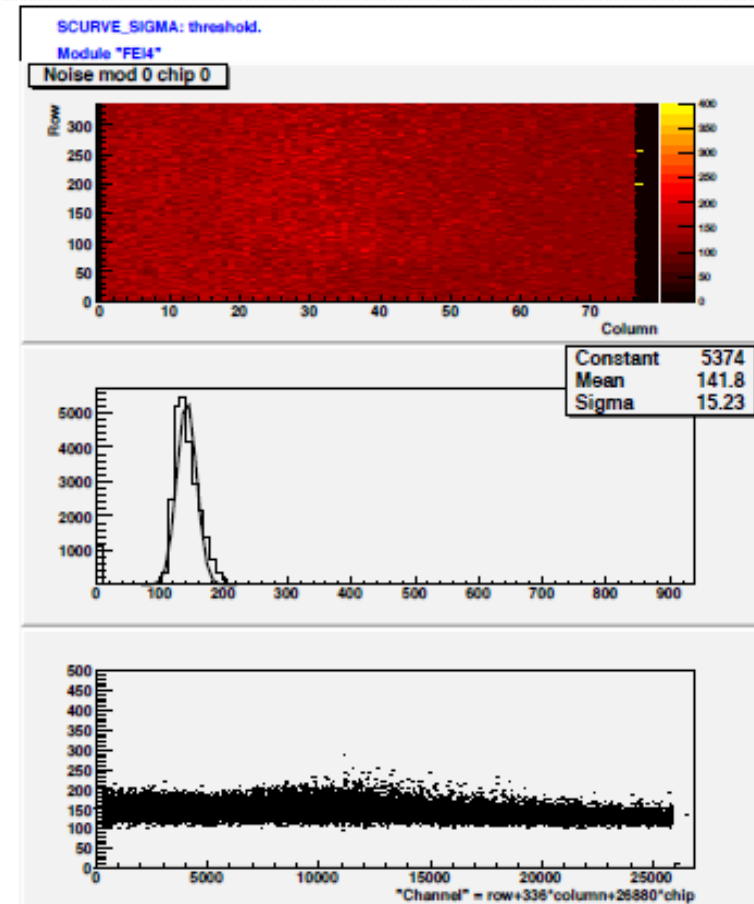 SCURVE_SIGMA: threshold.
Module "FEI4"
Noise mod 0 chip 0
Row
300
250
200
150
100
50
0
0 10 20 30 40 50 60 70
Column
400
350
300
250
200
150
100
50
0
Constant 5374
Mean 141.8
Sigma 15.23
5000
4000
3000
2000
1000
0 100 200 300 400 500 600 700 800 900
500
450
400
350
300
250
200
150
100
50
0
0 5000 10000 15000 20000 25000
"Channel" = row+336*column+26880*chip